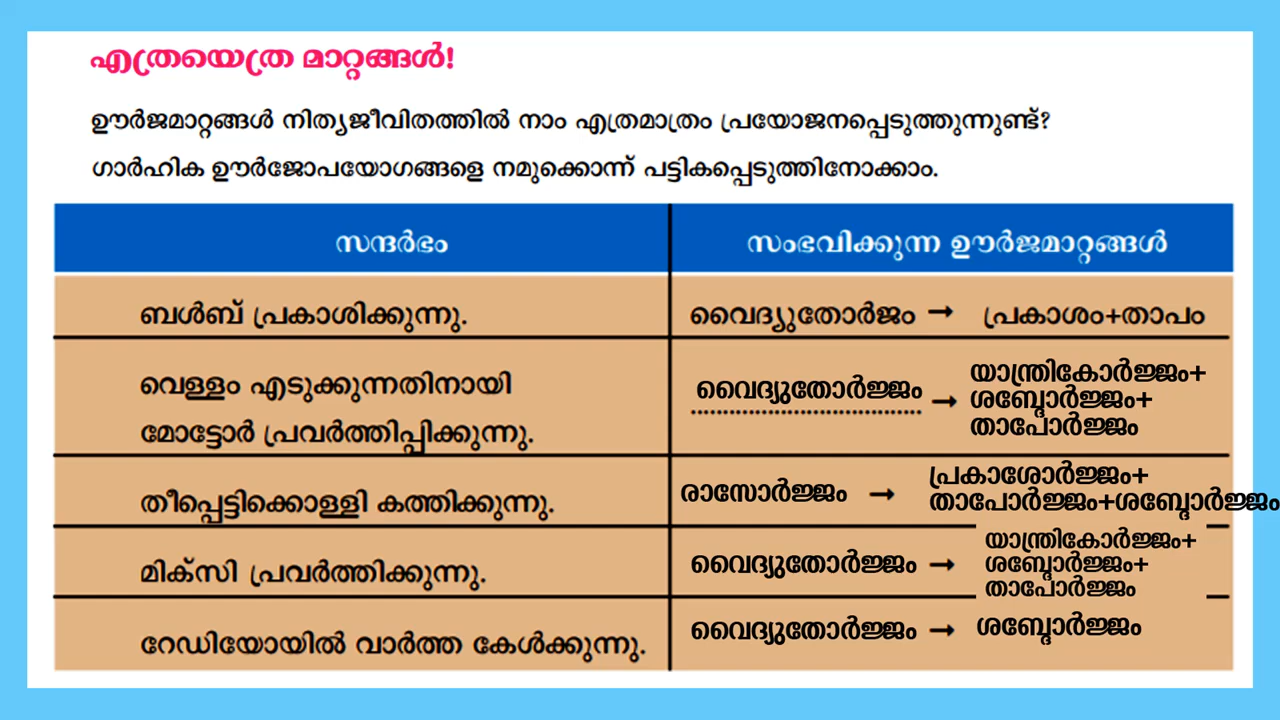 എത്രയെത്ര മാറ്റങ്ങൾ!
ഊർജമാറ്റങ്ങൾ നിത്യജീവിതത്തിൽ നാം എത്രമാത്രം പ്രയോജനപ്പെടുത്തുന്നുണ്ട്?
ഗാർഹിക ഊർജോപയോഗങ്ങളെ നമുക്കൊന്ന് പട്ടികപ്പെടുത്തിനോക്കാം.
സന്ദർഭം സംഭവിക്കുന്ന ഊർജമാറ്റങ്ങൾ
ബൾബ് പ്രകാശിക്കുന്നു. വൈദ്യുതോർജം → പ്രകാശം+താപം
വെള്ളം എടുക്കുന്നതിനായി
മോട്ടോർ പ്രവർത്തിപ്പിക്കുന്നു.
വൈദ്യുതോർജ്ജം → യാന്ത്രികോർജ്ജം+
ശബ്ദോർജ്ജം+
താപോർജ്ജം
തീപ്പെട്ടിക്കൊള്ളി കത്തിക്കുന്നു.
രാസോർജ്ജം → പ്രകാശോർജ്ജം+
താപോർജ്ജം+ശബ്ദോർജ്ജം
മിക്സി പ്രവർത്തിക്കുന്നു.
വൈദ്യുതോർജ്ജം → യാന്ത്രികോർജ്ജം+
ശബ്ദോർജ്ജം+
താപോർജ്ജം
റേഡിയോയിൽ വാർത്ത കേൾക്കുന്നു. വൈദ്യുതോർജ്ജം → ശബ്ദോർജ്ജം